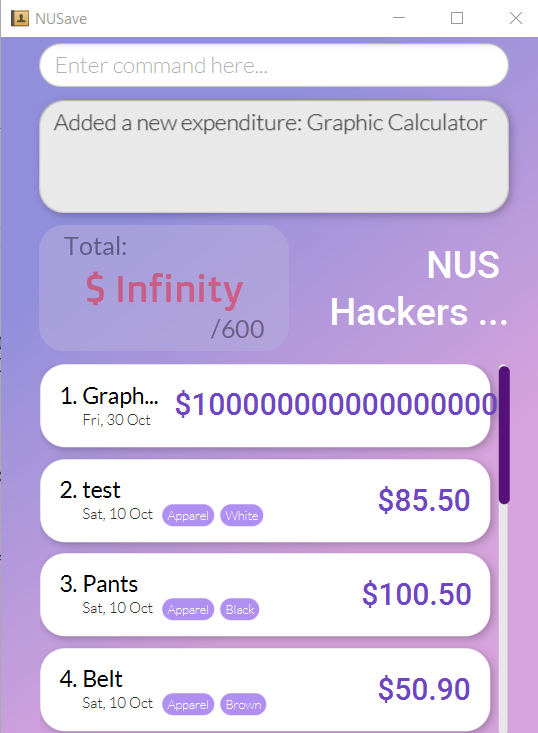 NUSave
Enter command here...
Added a new expenditure: Graphic Calculator
Total:
$ Infinity
/600
NUS
Hackers ...
1. Graph...
$100000000000000000
Fri, 30 Oct
2. test
$85.50
Sat, 10 Oct Apparel White
3. Pants
$100.50
Sat, 10 Oct Apparel Black
4. Belt
$50.90
Sat, 10 Oct Apparel Brown